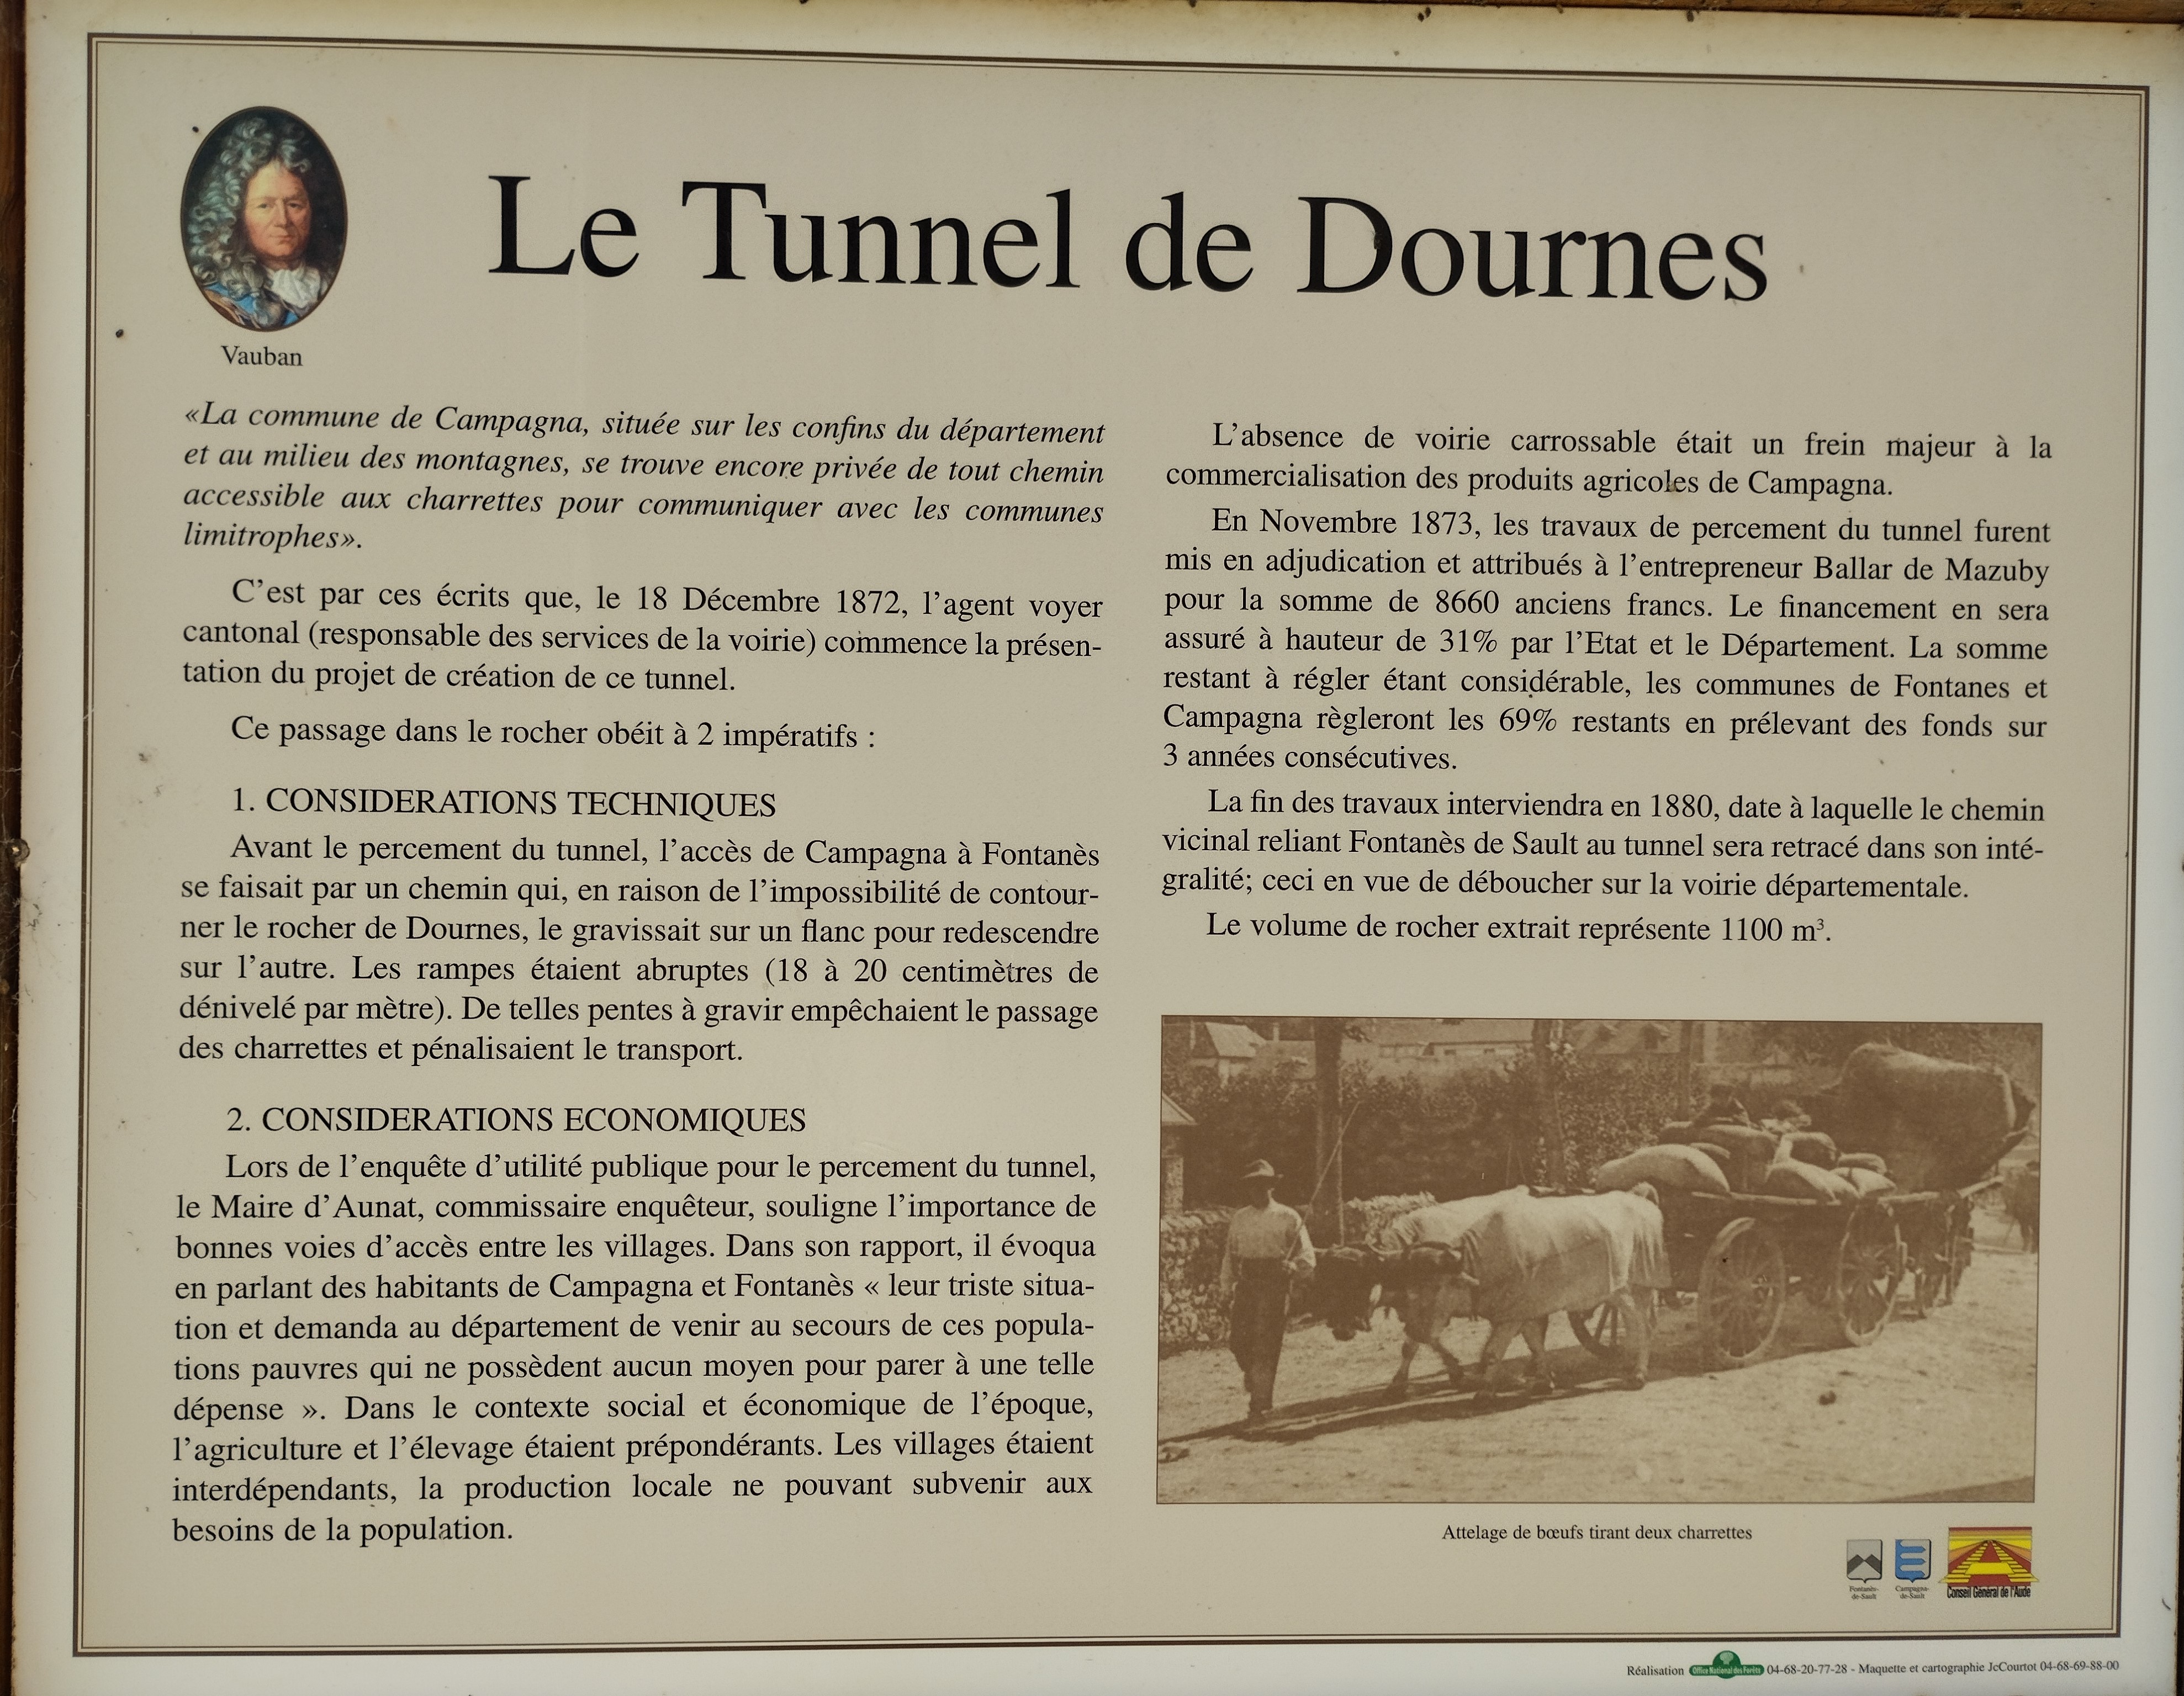 Le Tunnel de Dournes
Vauban
«La commune de Campagna, située sur les confins du département
et au milieu des montagnes, se trouve encore privée de tout chemin
accessible aux charrettes pour communiquer avec les communes
limitrophes».
C'est par ces écrits que, le 18 Décembre 1872, l'agent voyer
cantonal (responsable des services de la voirie) commence la présen-
tation du projet de création de ce tunnel.
Ce passage dans le rocher obéit à 2 impératifs :
1. CONSIDERATIONS TECHNIQUES
Avant le percement du tunnel, l'accès de Campagna à Fontanès
se faisait par un chemin qui, en raison de l'impossibilité de contour-
ner le rocher de Dournes, le gravissait sur un flanc pour redescendre
sur l'autre. Les rampes étaient abruptes (18 à 20 centimètres de
dénivelé par mètre). De telles pentes à gravir empêchaient le passage
des charrettes et pénalisaient le transport.
2. CONSIDERATIONS ECONOMIQUES
Lors de l'enquête d'utilité publique pour le percement du tunnel,
le Maire d'Aunat, commissaire enquêteur, souligne l'importance de
bonnes voies d'accès entre les villages. Dans son rapport, il évoqua
en parlant des habitants de Campagna et Fontanès « leur triste situa-
tion et demanda au département de venir au secours de ces popula-
tions pauvres qui ne possèdent aucun moyen pour parer à une telle
dépense ». Dans le contexte social et économique de l'époque,
l'agriculture et l'élevage étaient prépondérants. Les villages étaient
interdépendants, la production locale ne pouvant subvenir aux
besoins de la population.
L'absence de voirie carrossable était un frein majeur à la
commercialisation des produits agricoles de Campagna.
En Novembre 1873, les travaux de percement du tunnel furent
mis en adjudication et attribués à l'entrepreneur Ballar de Mazuby
pour la somme de 8660 anciens francs. Le financement en sera
assuré à hauteur de 31% par l'Etat et le Département. La somme
restant à régler étant considérable, les communes de Fontanes et
Campagna règleront les 69% restants en prélevant des fonds sur
3 années consécutives.
La fin des travaux interviendra en 1880, date à laquelle le chemin
vicinal reliant Fontanès de Sault au tunnel sera retracé dans son inté-
gralité; ceci en vue de déboucher sur la voirie départementale.
Le volume de rocher extrait représente 1100 m³.
Attelage de bœufs tirant deux charrettes
Fontanès-
de-Sault
Campagna-
de-Sault
Conseil Général de l'Aude
Réalisation Office National des Forêts 04-68-20-77-28 - Maquette et cartographie JcCourtot 04-68-69-88-00